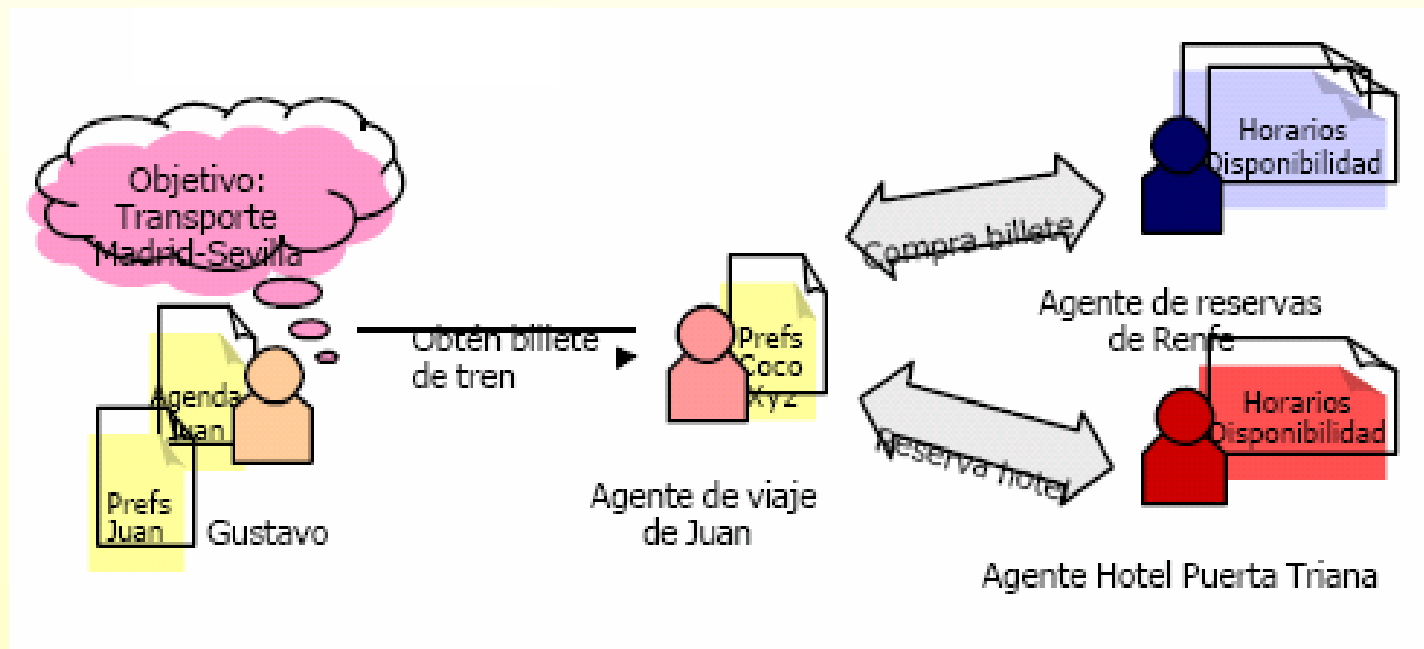 Objetivo:
Transporte
Madrid-Sevilla
Agenda
Juan
Prefs
Juan
Gustavo
Obtén billete
de tren
Prefs
Coco
Xyz
Agente de viaje
de Juan
Compra billete
Reserva hotel
Horarios
Disponibilidad
Agente de reservas
de Renfe
Horarios
Disponibilidad
Agente Hotel Puerta Triana